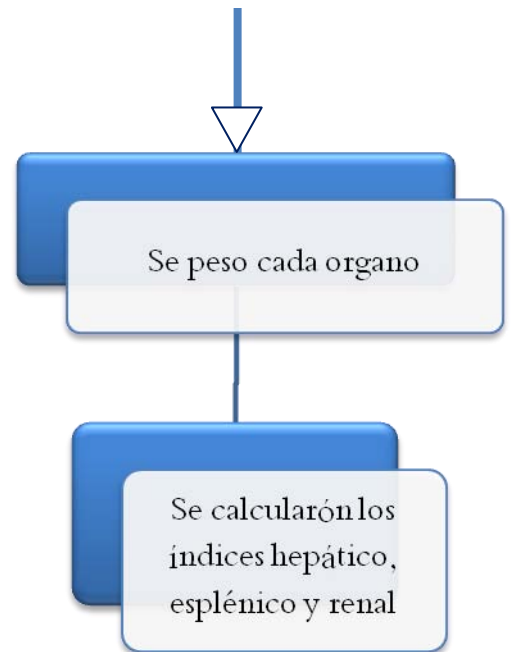 Se peso cada organo
Se calcularón los
índices hepático,
esplénico y renal